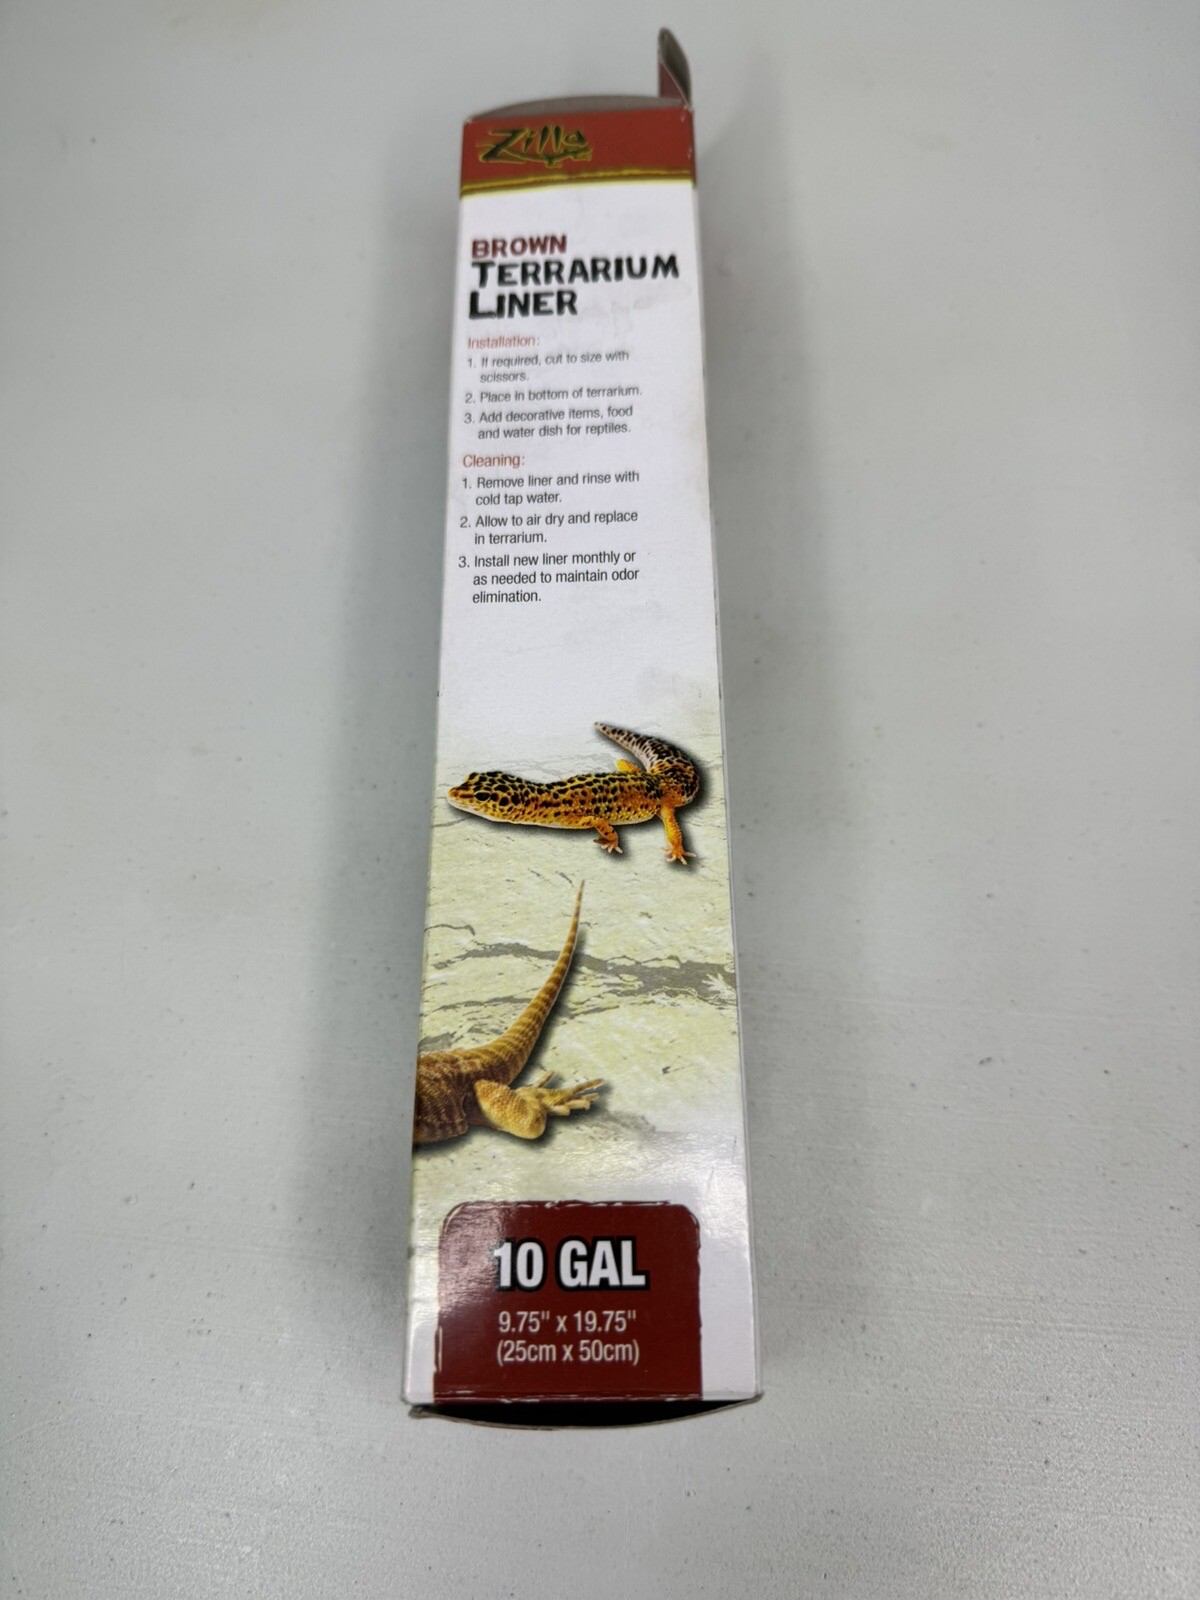 Zilla
BROWN
TERRARIUM
LINER
Installation:
1. If required, cut to size with
scissors.
2. Place in bottom of terrarium.
3. Add decorative items, food
and water dish for reptiles.
Cleaning:
1. Remove liner and rinse with
cold tap water.
2. Allow to air dry and replace
in terrarium.
3. Install new liner monthly or
as needed to maintain odor
elimination.
10 GAL
9.75" x 19.75"
(25cm x 50cm)